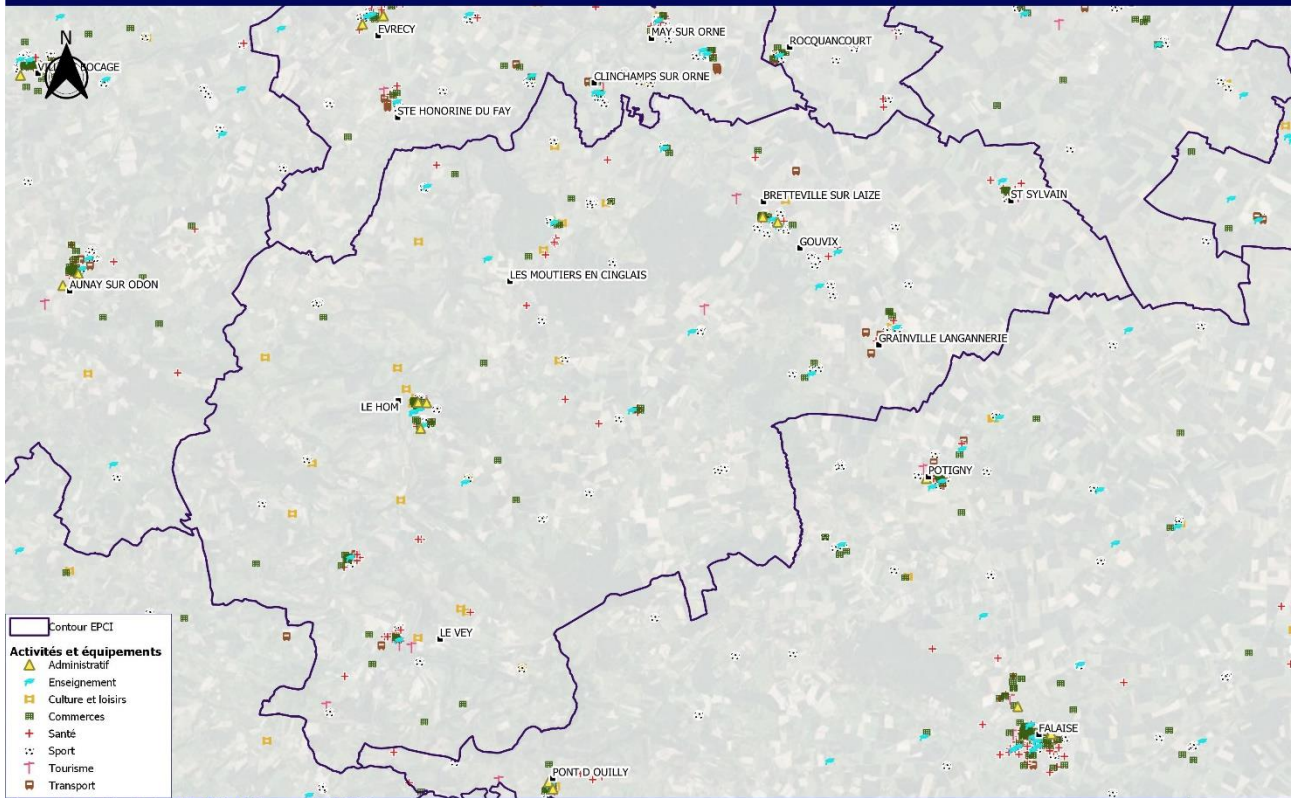 EVRECY
MAY SUR ORNE
ROCQUANCOURT
N
BOCAGE
CLINCHAMPS SUR ORNE
STE HONORINE DU FAY
BRETTEVILLE SUR LAIZE
ST SYLVAIN
GOUVIX
LES MOUTIERS EN CINGLAIS
AUNAY SUR ODON
GRAINVILLE LANGANNERIE
LE HOM
POTIGNY
LE VEY
FALAISE
PONT D OUILLY
Contour EPCI
Activités et équipements
Administratif
Enseignement
Culture et loisirs
Commerces
Santé
Sport
Tourisme
Transport